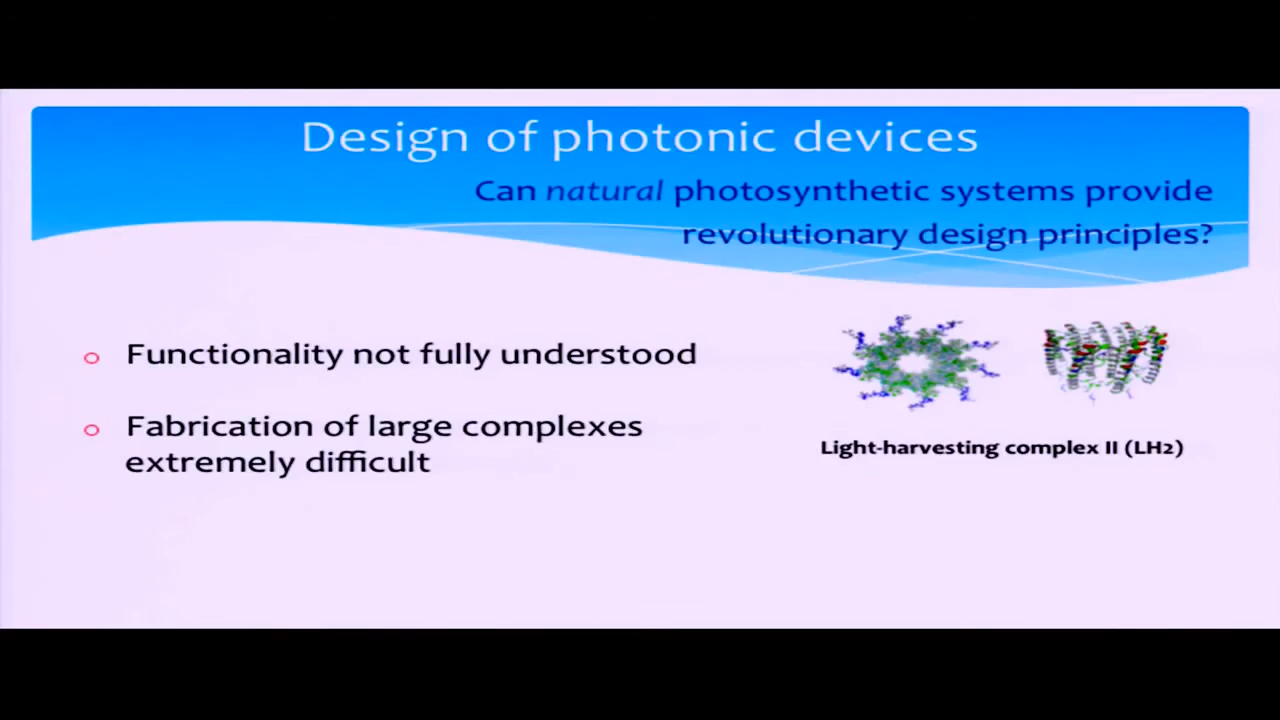 Design of photonic devices
Can natural photosynthetic systems provide
revolutionary design principles?
Functionality not fully understood
Fabrication of large complexes
extremely difficult
Light-harvesting complex II (LH2)